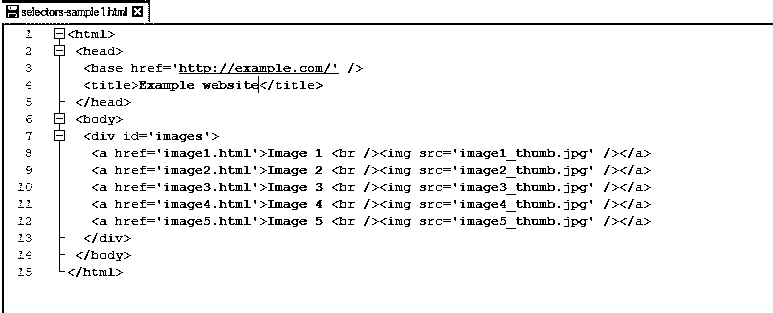 selectors-sample1.html
1 <html>
2 <head>
3 <base href='http://example.com/' />
4 <title>Example website</title>
5 </head>
6 <body>
7 <div id='images'>
8 <a href='image1.html'>Image 1 <br /><img src='image1_thumb.jpg' /></a>
9 <a href='image2.html'>Image 2 <br /><img src='image2_thumb.jpg' /></a>
10 <a href='image3.html'>Image 3 <br /><img src='image3_thumb.jpg' /></a>
11 <a href='image4.html'>Image 4 <br /><img src='image4_thumb.jpg' /></a>
12 <a href='image5.html'>Image 5 <br /><img src='image5_thumb.jpg' /></a>
13 </div>
14 </body>
15 </html>